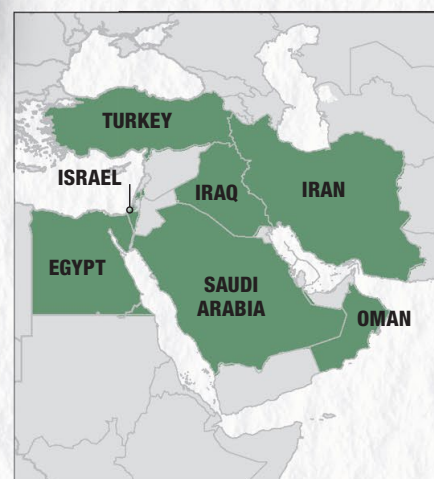 TURKEY
ISRAEL
IRAQ
IRAN
EGYPT
SAUDI
ARABIA
OMAN